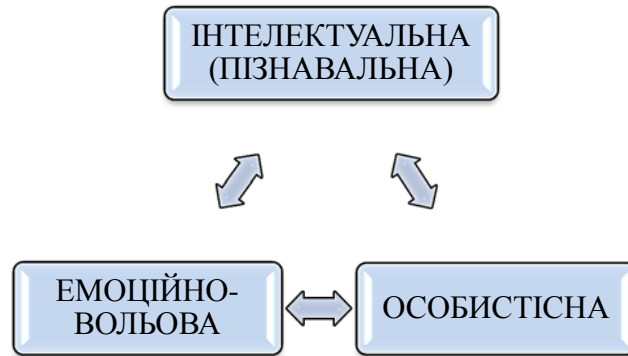 ІНТЕЛЕКТУАЛЬНА
(ПІЗНАВАЛЬНА)
ЕМОЦІЙНО-
ВОЛЬОВА
ОСОБИСТІСНА